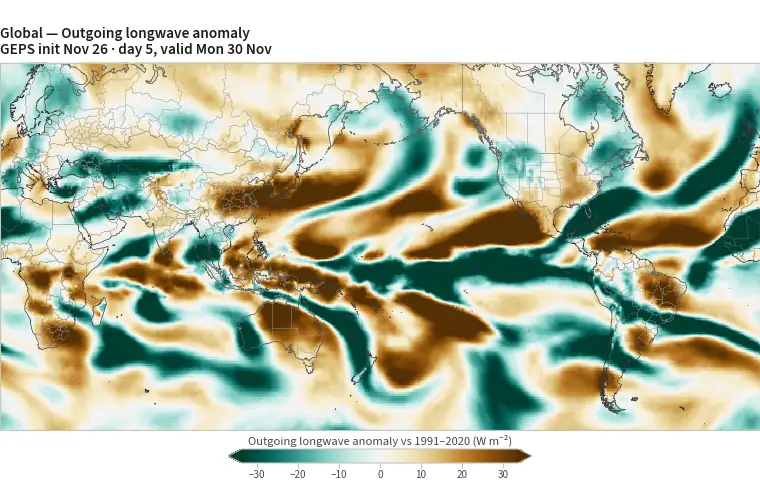 Global — Outgoing longwave anomaly
GEPS init Nov 26 · day 5, valid Mon 30 Nov
Outgoing longwave anomaly vs 1991–2020 (W m⁻²)
−30 −20 −10 0 10 20 30